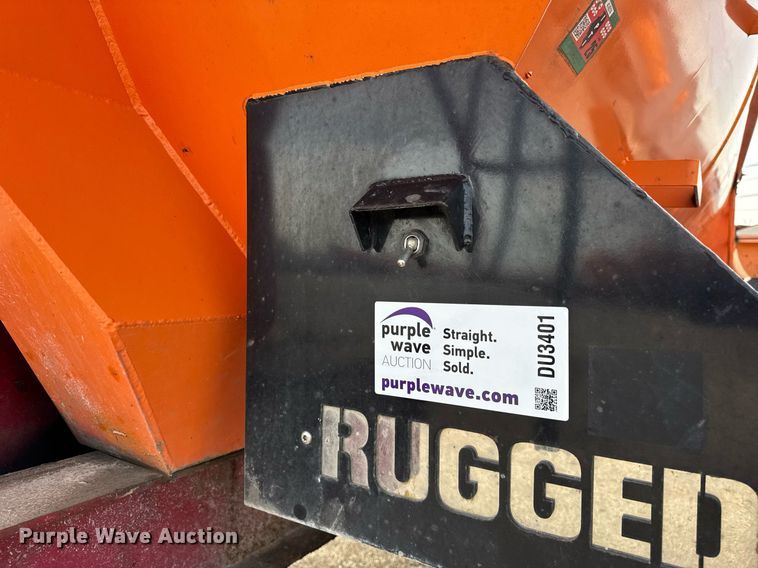 purple
wave
AUCTION
Straight.
Simple.
Sold.
purplewave.com
DU3401
RUGGED
Purple Wave Auction